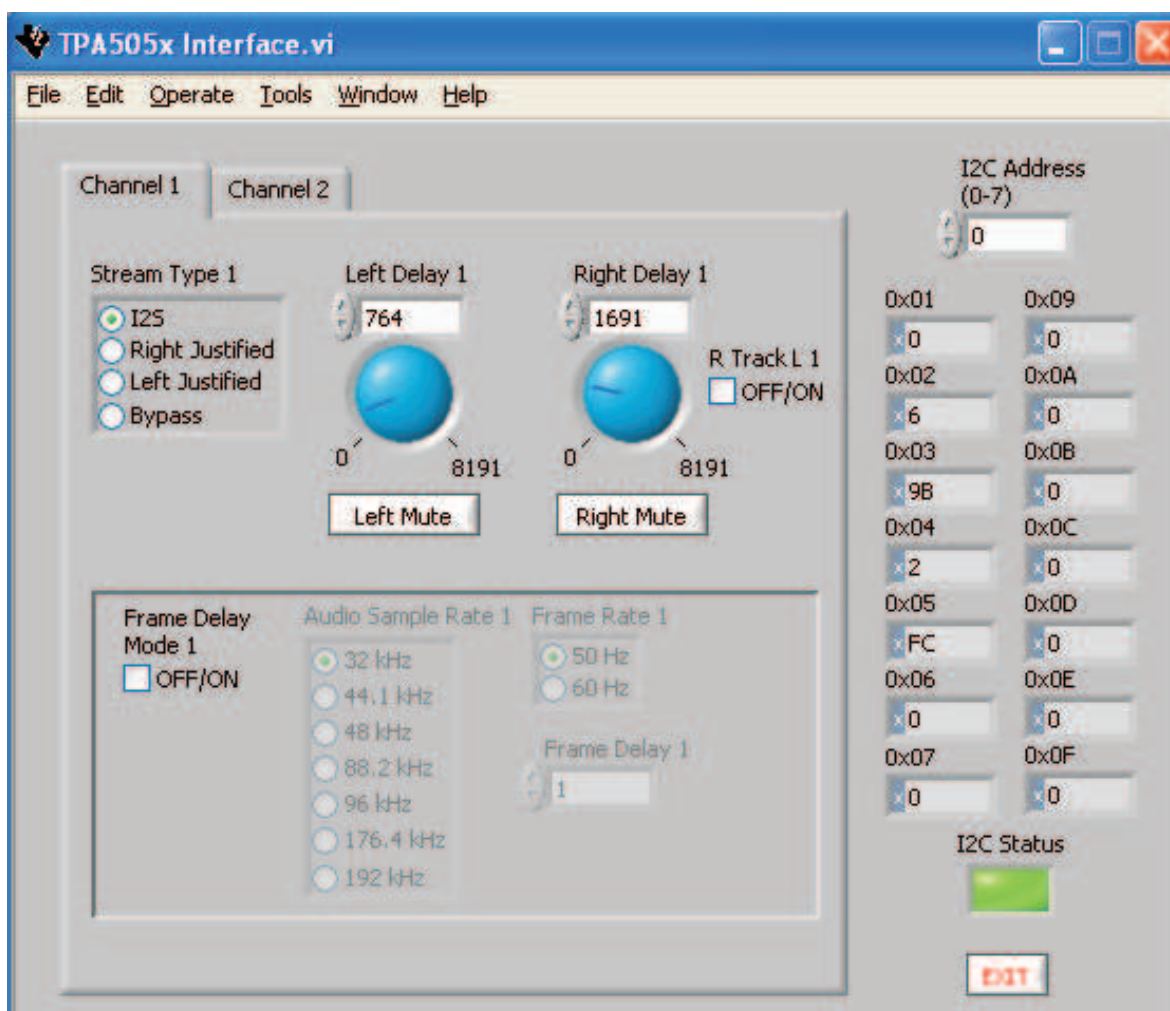 TPA505x Interface.vi
File Edit Operate Tools Window Help
Channel 1
Channel 2
Stream Type 1
I2S
Right Justified
Left Justified
Bypass
Left Delay 1
764
0
8191
Left Mute
Right Delay 1
1691
0
8191
Right Mute
R Track L 1
OFF/ON
Frame Delay
Mode 1
OFF/ON
Audio Sample Rate 1
32 kHz
44.1 kHz
48 kHz
88.2 kHz
96 kHz
176.4 kHz
192 kHz
Frame Rate 1
50 Hz
60 Hz
Frame Delay 1
1
I2C Address
(0-7)
0
0x01 0x09
x 0 x 0
0x02 0x0A
x 6 x 0
0x03 0x0B
x 9B x 0
0x04 0x0C
x 2 x 0
0x05 0x0D
x FC x 0
0x06 0x0E
x 0 x 0
0x07 0x0F
x 0 x 0
I2C Status
EXIT